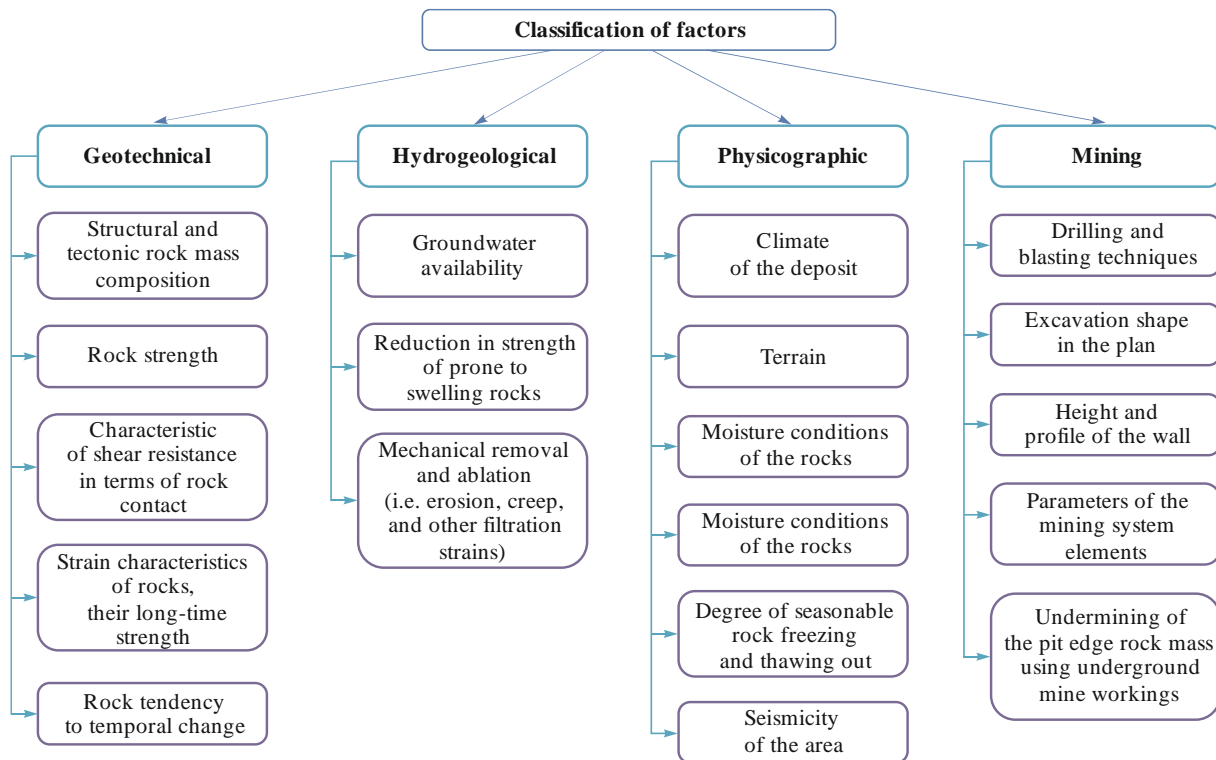 Classification of factors
Geotechnical
Structural and
tectonic rock mass
composition
Rock strength
Characteristic
of shear resistance
in terms of rock
contact
Strain characteristics
of rocks,
their long-time
strength
Rock tendency
to temporal change
Hydrogeological
Groundwater
availability
Reduction in strength
of prone to
swelling rocks
Mechanical removal
and ablation
(i.e. erosion, creep,
and other filtration
strains)
Physicographic
Climate
of the deposit
Terrain
Moisture conditions
of the rocks
Moisture conditions
of the rocks
Degree of seasonable
rock freezing
and thawing out
Seismicity
of the area
Mining
Drilling and
blasting techniques
Excavation shape
in the plan
Height and
profile of the wall
Parameters of the
mining system
elements
Undermining of
the pit edge rock mass
using underground
mine workings